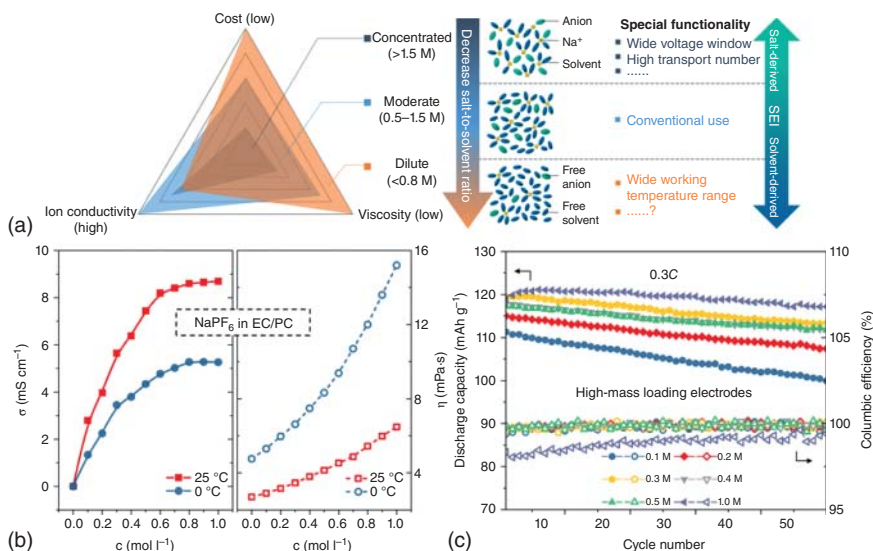 Cost (low)
Concentrated
(>1.5 M)
Moderate
(0.5–1.5 M)
Dilute
(<0.8 M)
Ion conductivity
(high)
Viscosity (low)
(a)
Decrease salt-to-solvent ratio
Anion
Na⁺
Solvent
Free
anion
Free
solvent
Special functionality
Wide voltage window
High transport number
......
Conventional use
Wide working
temperature range
......?
Salt-derived
SEI
Solvent-derived
10
8
6
4
2
0
σ (mS cm⁻¹)
NaPF₆ in EC/PC
25 °C
0 °C
0.0 0.2 0.4 0.6 0.8 1.0
c (mol l⁻¹)
16
13
10
7
4
η (mPa·s)
25 °C
0 °C
0.0 0.2 0.4 0.6 0.8 1.0
c (mol l⁻¹)
(b)
130
120
110
100
90
80
70
Discharge capacity (mAh g⁻¹)
0.3C
High-mass loading electrodes
0.1 M 0.2 M
0.3 M 0.4 M
0.5 M 1.0 M
110
105
100
95
Columbic efficiency (%)
10 20 30 40 50
Cycle number
(c)